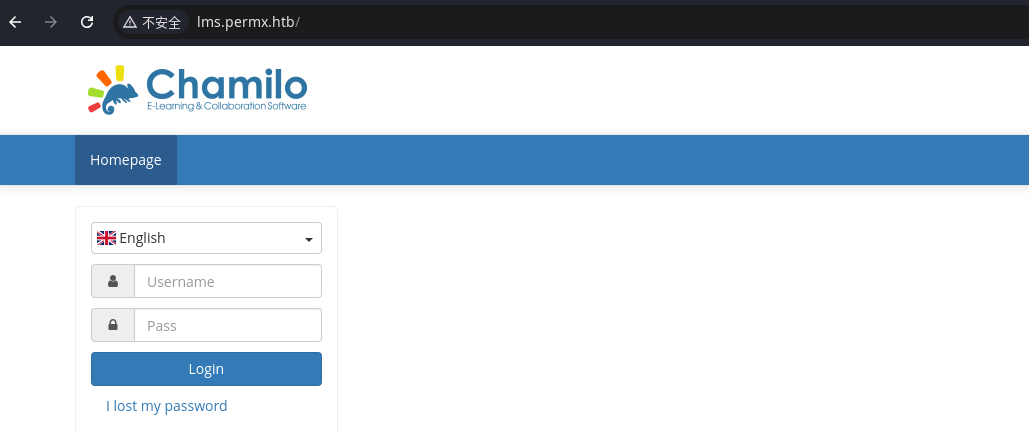 不安全 lms.permx.htb/
Chamilo
E-Learning & Collaboration Software
Homepage
English
Username
Pass
Login
I lost my password